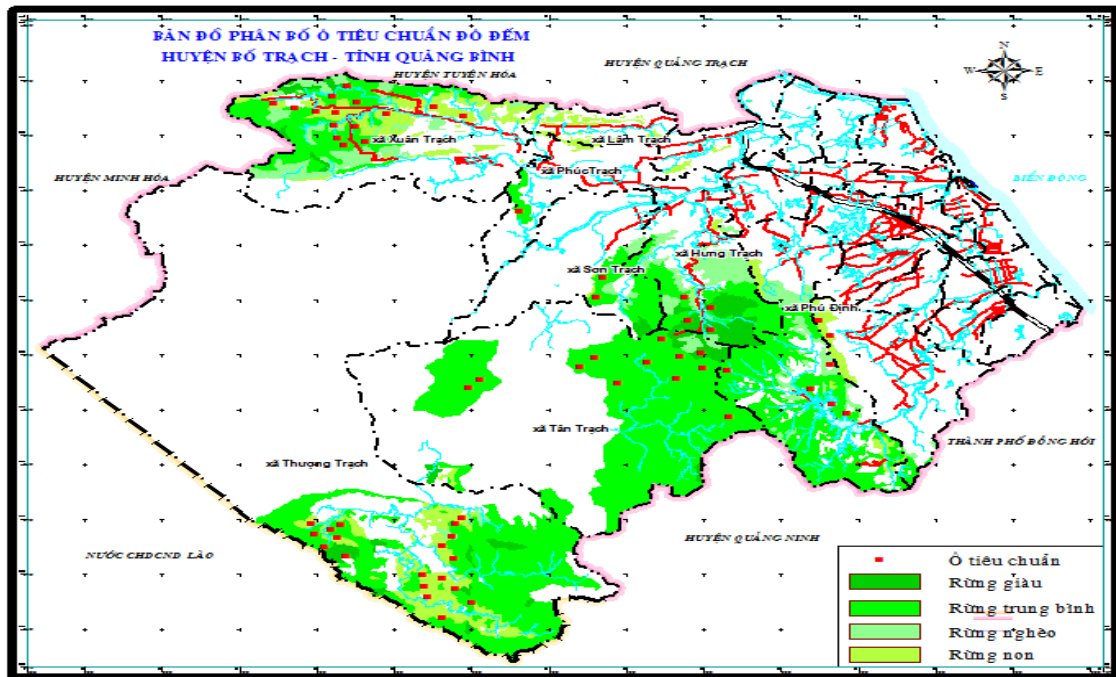 BẢN ĐỒ PHÂN BỐ Ô TIÊU CHUẨN ĐO ĐẾM
HUYỆN BỐ TRẠCH - TỈNH QUẢNG BÌNH
HUYỆN TUYÊN HÓA
HUYỆN QUẢNG TRẠCH
N
W E
S
xã Xuân Trạch
xã Lâm Trạch
HUYỆN MINH HÓA
xã Phúc Trạch
BIỂN ĐÔNG
xã Hưng Trạch
xã Sơn Trạch
xã Phú Định
xã Tân Trạch
THÀNH PHỐ ĐỒNG HỚI
xã Thượng Trạch
HUYỆN QUẢNG NINH
NƯỚC CHDCND LÀO
Ô tiêu chuẩn
Rừng giàu
Rừng trung bình
Rừng nghèo
Rừng non